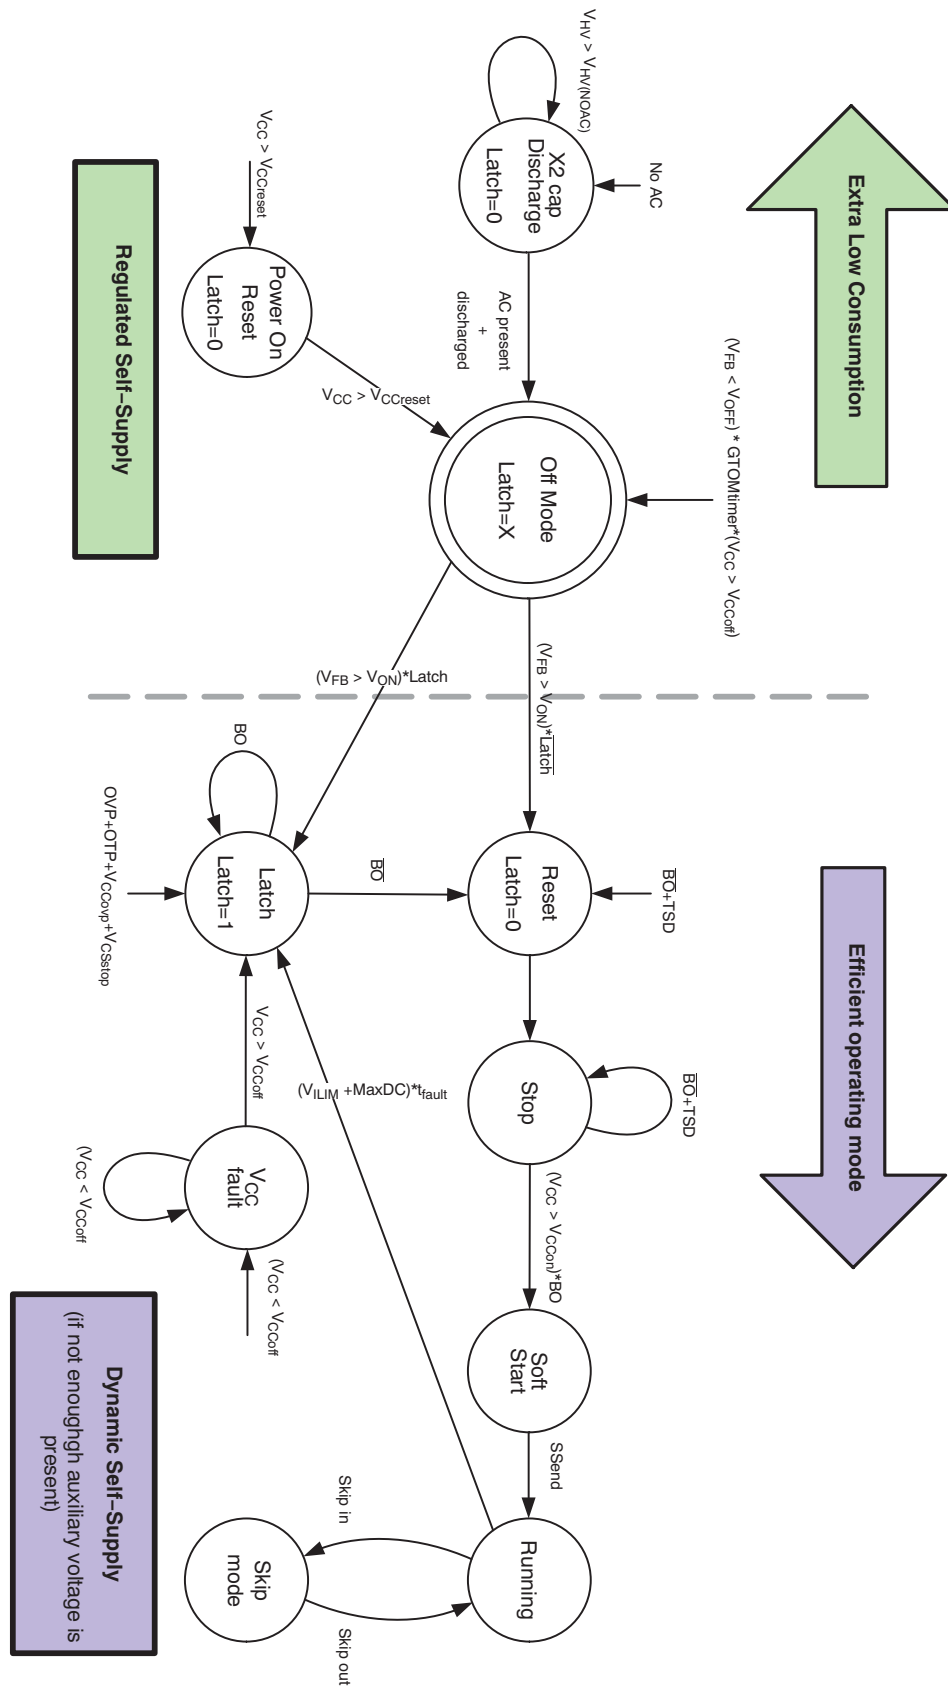 Extra Low Consumption
Efficient operating mode
(VFB < VOFF) * GTOMtimer*(VCC > VCCoff)
No AC
VHV > VHV(NOAC)
X2 cap
Discharge
Latch=0
AC present
+
discharged
Off Mode
Latch=X
(VFB > VON)*L̅a̅t̅c̅h̅
B̅O̅+TSD
Reset
Latch=0
B̅O̅+TSD
Stop
(VCC > VCCon)*BO
Soft
Start
SSend
Running
VCC > VCCreset
Power On
Reset
Latch=0
VCC > VCCreset
(VFB > VON)*Latch
B̅O̅
BO
Latch
Latch=1
OVP+OTP+VCCovp+VCSstop
VCC > VCCoff
(VILIM +MaxDC)*tfault
VCC
fault
(VCC < VCCoff
(VCC < VCCoff
Skip in
Skip
mode
Skip out
Regulated Self–Supply
Dynamic Self–Supply
(if not enoughgh auxiliary voltage is
present)